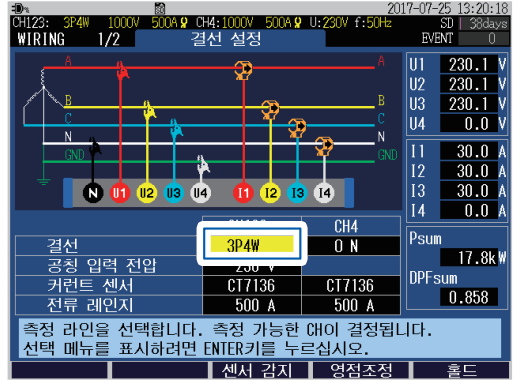 2017-07-25 13:20:18
CH123: 3P4W 1000V 500A CH4:1000V 500A U:230V f:50Hz SD 38days
WIRING 1/2 결선 설정 EVENT 0
A A
B B
C C
N N
GND GND
N U1 U2 U3 U4 I1 I2 I3 I4
U1 230.1 V
U2 230.1 V
U3 230.1 V
U4 0.0 V
I1 30.0 A
I2 30.0 A
I3 30.0 A
I4 0.0 A
Psum
17.8kW
DPFsum
0.858
CH4
결선 3P4W O N
공칭 입력 전압 230 V
커런트 센서 CT7136 CT7136
전류 레인지 500 A 500 A
측정 라인을 선택합니다. 측정 가능한 CH이 결정됩니다.
선택 메뉴를 표시하려면 ENTER키를 누르십시오.
센서 감지 영점조정 홀드